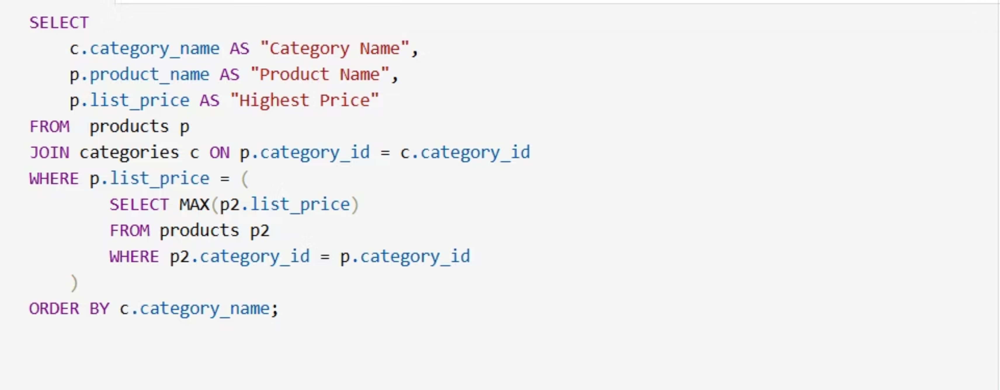 SELECT
    c.category_name AS "Category Name",
    p.product_name AS "Product Name",
    p.list_price AS "Highest Price"
FROM  products p
JOIN categories c ON p.category_id = c.category_id
WHERE p.list_price = (
        SELECT MAX(p2.list_price)
        FROM products p2
        WHERE p2.category_id = p.category_id
    )
ORDER BY c.category_name;